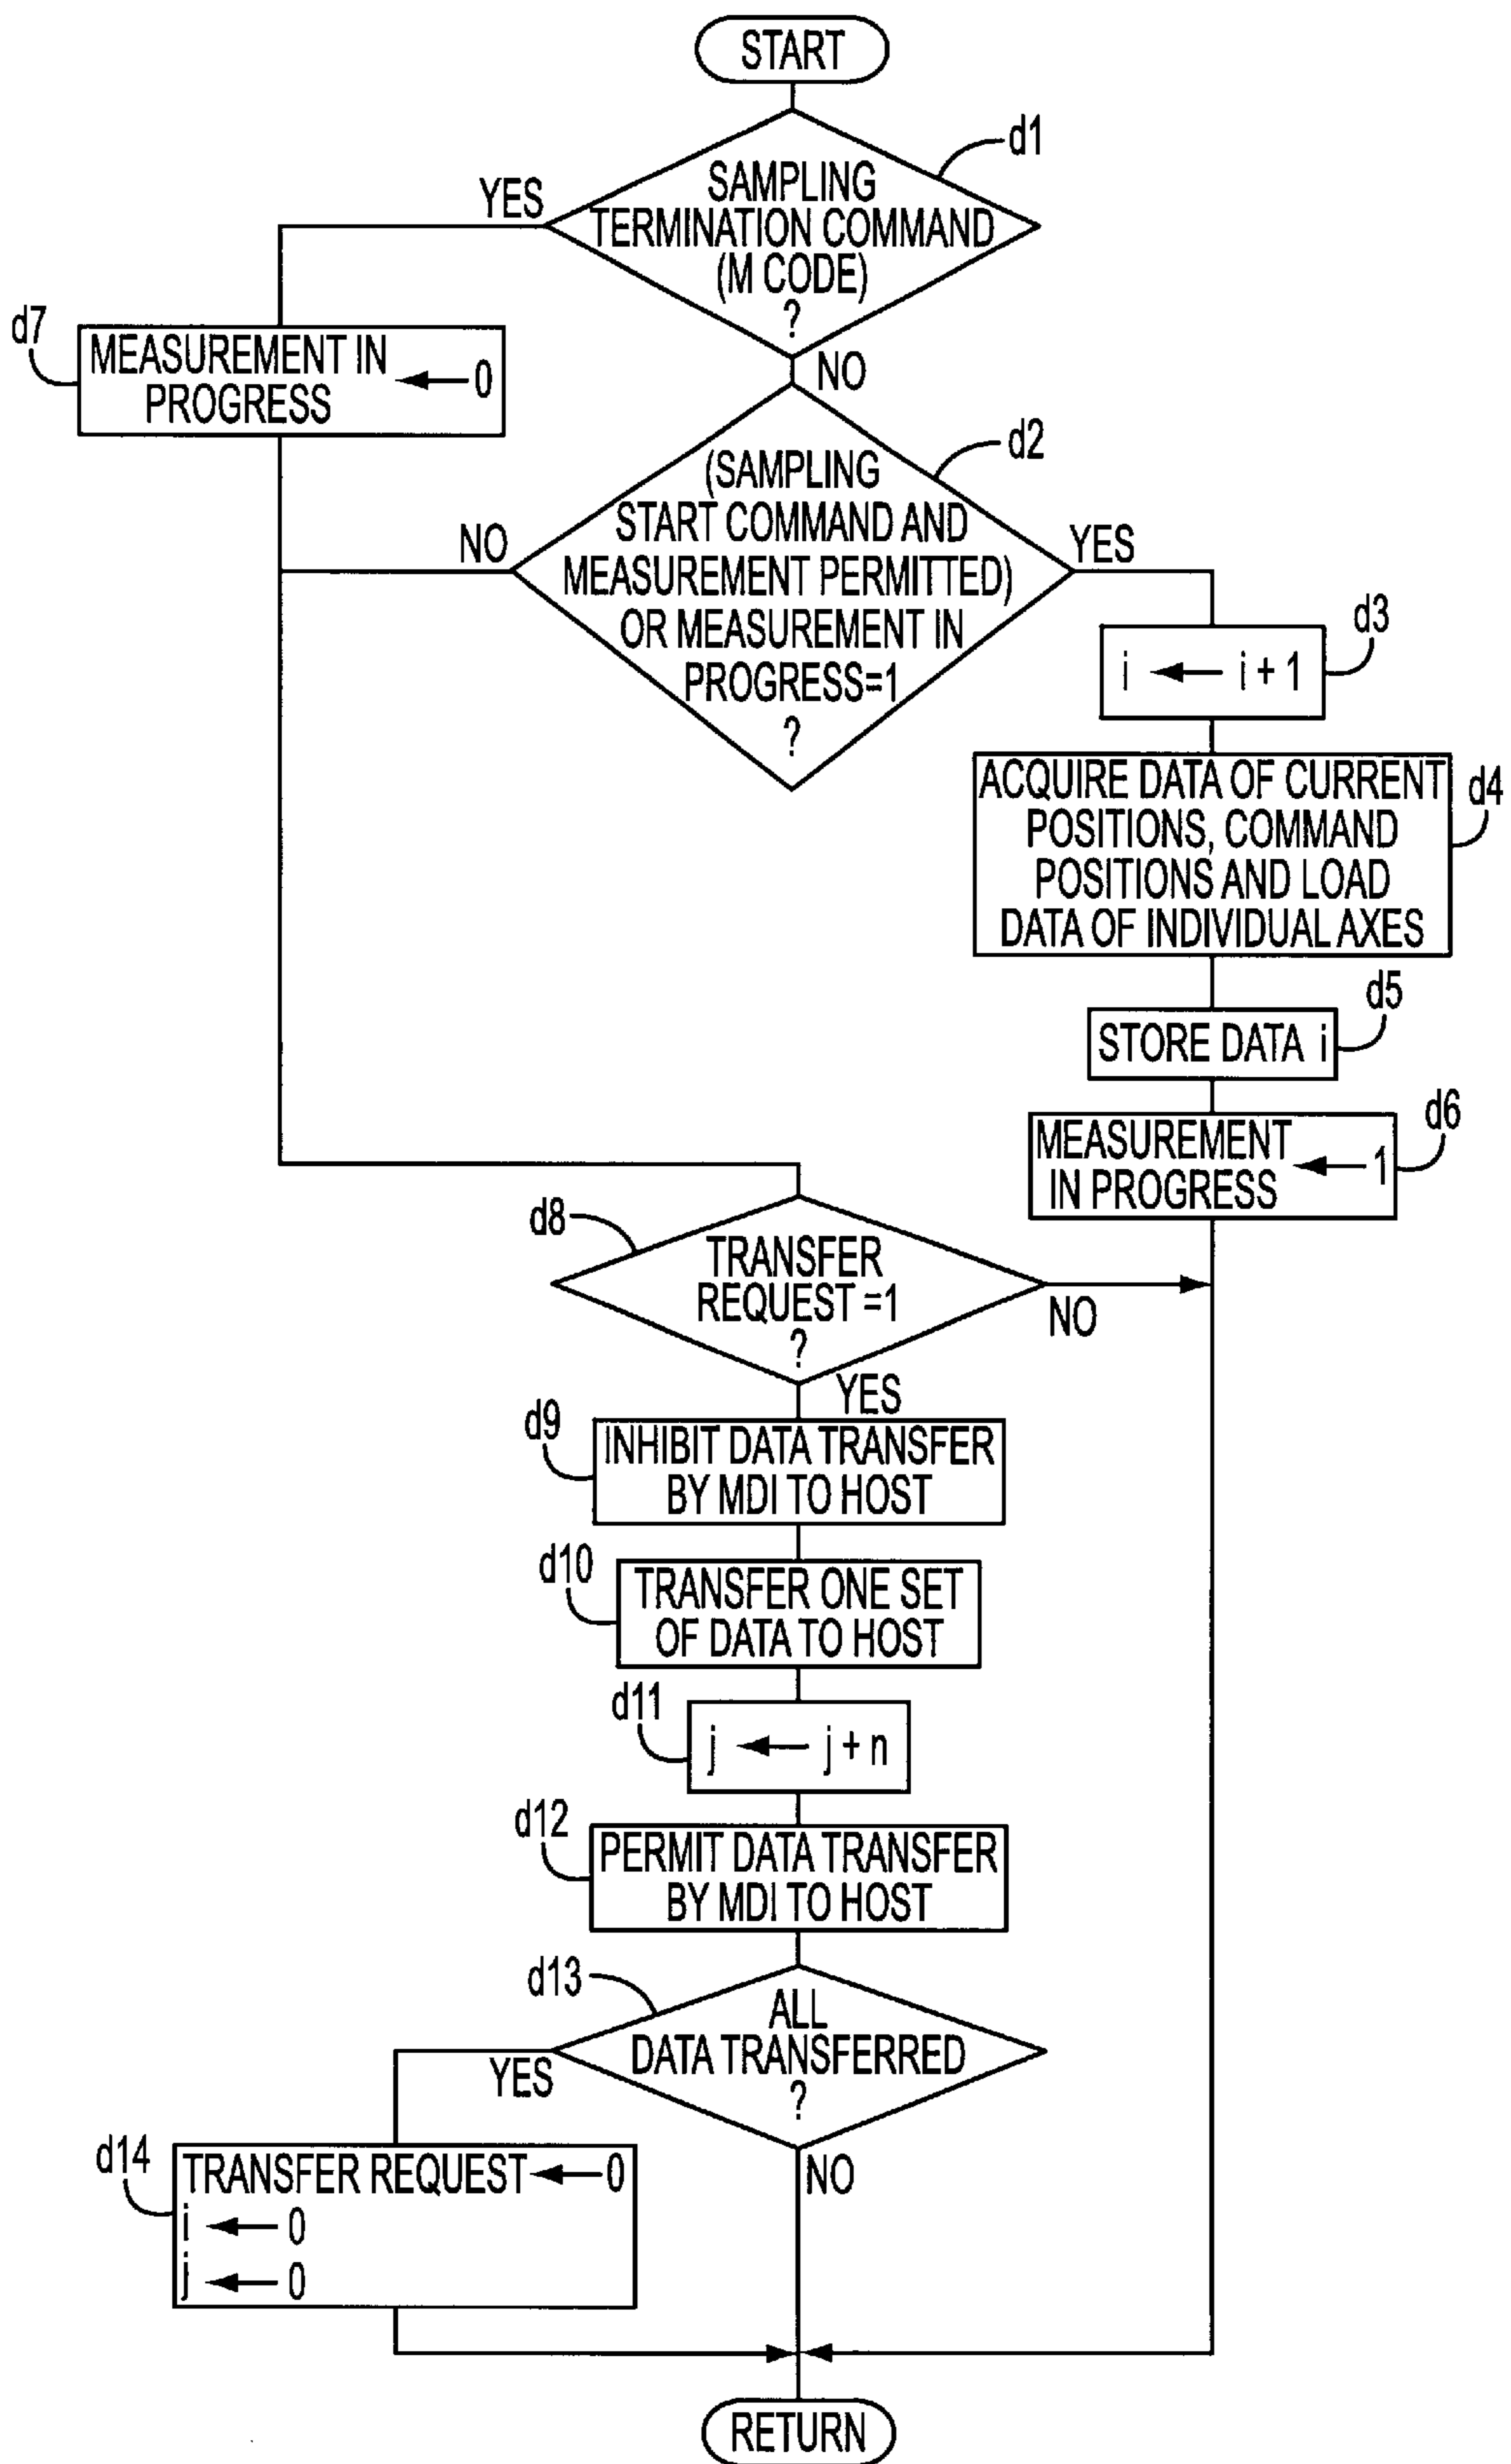 START
d1
SAMPLING
TERMINATION COMMAND
(M CODE)
?
YES
NO
d7
MEASUREMENT IN
PROGRESS ← 0
d2
(SAMPLING
START COMMAND AND
MEASUREMENT PERMITTED)
OR MEASUREMENT IN
PROGRESS=1
?
NO
YES
d3
i ← i + 1
d4
ACQUIRE DATA OF CURRENT
POSITIONS, COMMAND
POSITIONS AND LOAD
DATA OF INDIVIDUAL AXES
d5
STORE DATA i
d6
MEASUREMENT
IN PROGRESS ← 1
d8
TRANSFER
REQUEST =1
?
NO
YES
d9
INHIBIT DATA TRANSFER
BY MDI TO HOST
d10
TRANSFER ONE SET
OF DATA TO HOST
d11
j ← j + n
d12
PERMIT DATA TRANSFER
BY MDI TO HOST
d13
ALL
DATA TRANSFERRED
?
YES
NO
d14
TRANSFER REQUEST ← 0
i ← 0
j ← 0
RETURN